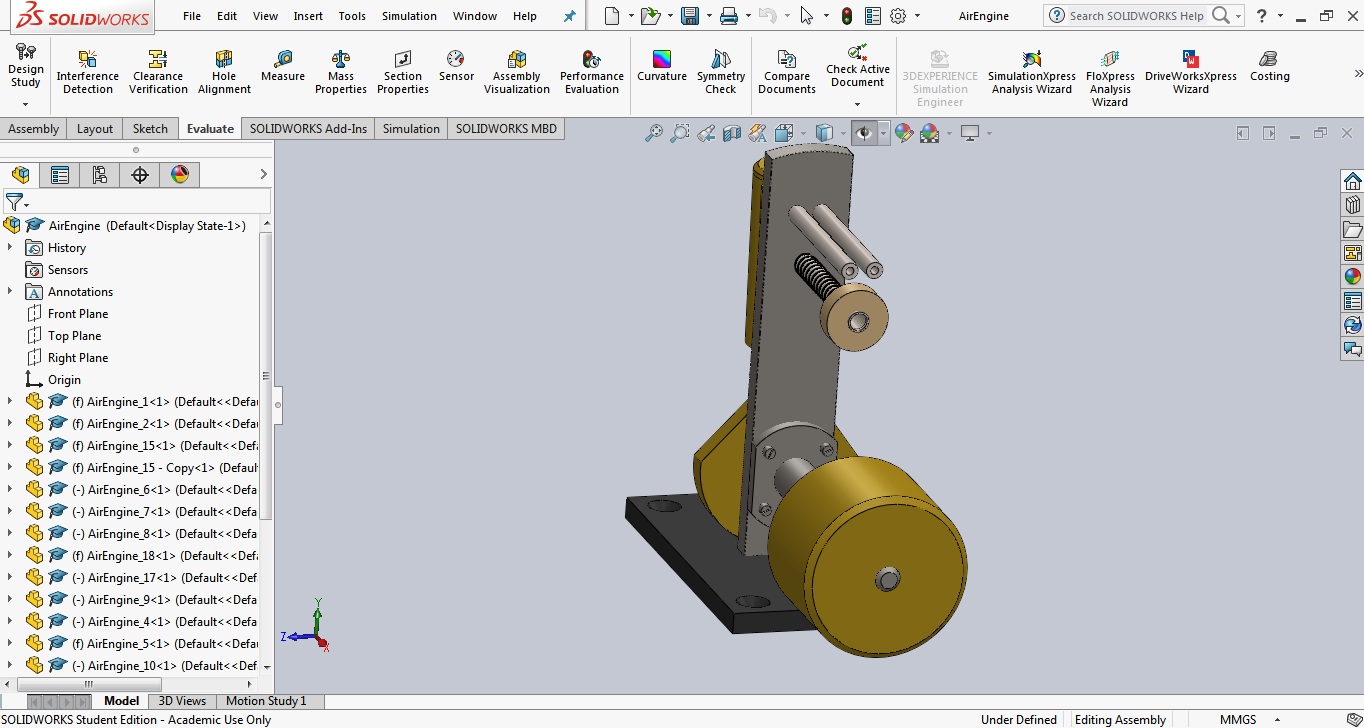 SOLIDWORKS
File Edit View Insert Tools Simulation Window Help
AirEngine
Search SOLIDWORKS Help
?
Design Study
Interference Detection
Clearance Verification
Hole Alignment
Measure
Mass Properties
Section Properties
Sensor
Assembly Visualization
Performance Evaluation
Curvature
Symmetry Check
Compare Documents
Check Active Document
3DEXPERIENCE Simulation Engineer
SimulationXpress Analysis Wizard
FloXpress Analysis Wizard
DriveWorksXpress Wizard
Costing
Assembly Layout Sketch Evaluate SOLIDWORKS Add-Ins Simulation SOLIDWORKS MBD
AirEngine (Default<Display State-1>)
History
Sensors
A Annotations
Front Plane
Top Plane
Right Plane
Origin
(f) AirEngine_1<1> (Default<<Defa
(f) AirEngine_2<1> (Default<<Defa
(f) AirEngine_15<1> (Default<<Def
(f) AirEngine_15 - Copy<1> (Defaul
(-) AirEngine_6<1> (Default<<Defa
(-) AirEngine_7<1> (Default<<Defa
(-) AirEngine_8<1> (Default<<Defa
(f) AirEngine_18<1> (Default<<Def
(-) AirEngine_17<1> (Default<<Def
(-) AirEngine_9<1> (Default<<Defa
(-) AirEngine_4<1> (Default<<Defa
(f) AirEngine_5<1> (Default<<Defa
(-) AirEngine_10<1> (Default<<Def
Y
Z
X
Model 3D Views Motion Study 1
SOLIDWORKS Student Edition - Academic Use Only
Under Defined Editing Assembly MMGS